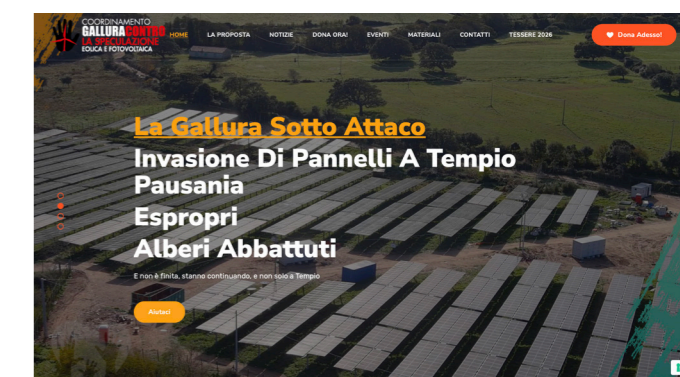 COORDINAMENTO
GALLURACONTRO
LA SPECULAZIONE
EOLICA E FOTOVOLTAICA
HOME
LA PROPOSTA
NOTIZIE
DONA ORA!
EVENTI
MATERIALI
CONTATTI
TESSERE 2026
Dona Adesso!
La Gallura Sotto Attaco
Invasione Di Pannelli A Tempio
Pausania
Espropri
Alberi Abbattuti
E non è finita, stanno continuando, e non solo a Tempio
Aiutaci